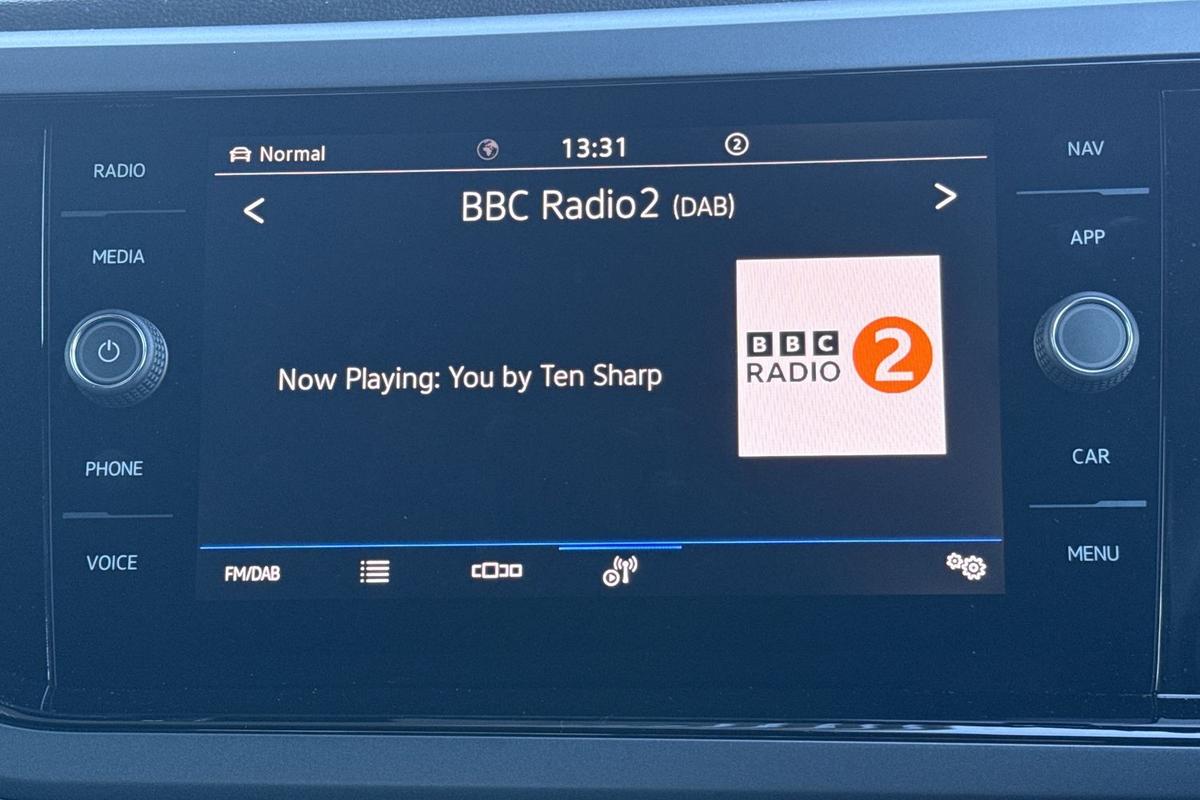 RADIO
MEDIA
PHONE
VOICE
Normal
13:31
2
BBC Radio2 (DAB)
Now Playing: You by Ten Sharp
BBC
RADIO 2
FM/DAB
NAV
APP
CAR
MENU